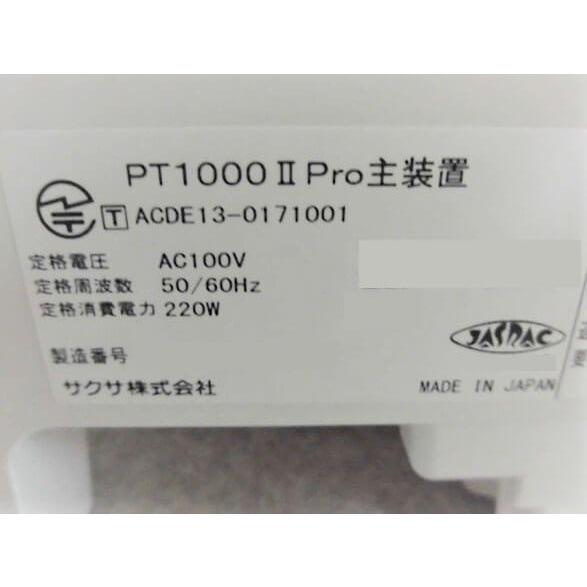 PT1000ⅡPro主装置
T ACDE13-0171001
定格電圧 AC100V
定格周波数 50/60Hz
定格消費電力 220W
JASRAC
製造番号
サクサ株式会社
MADE IN JAPAN
要